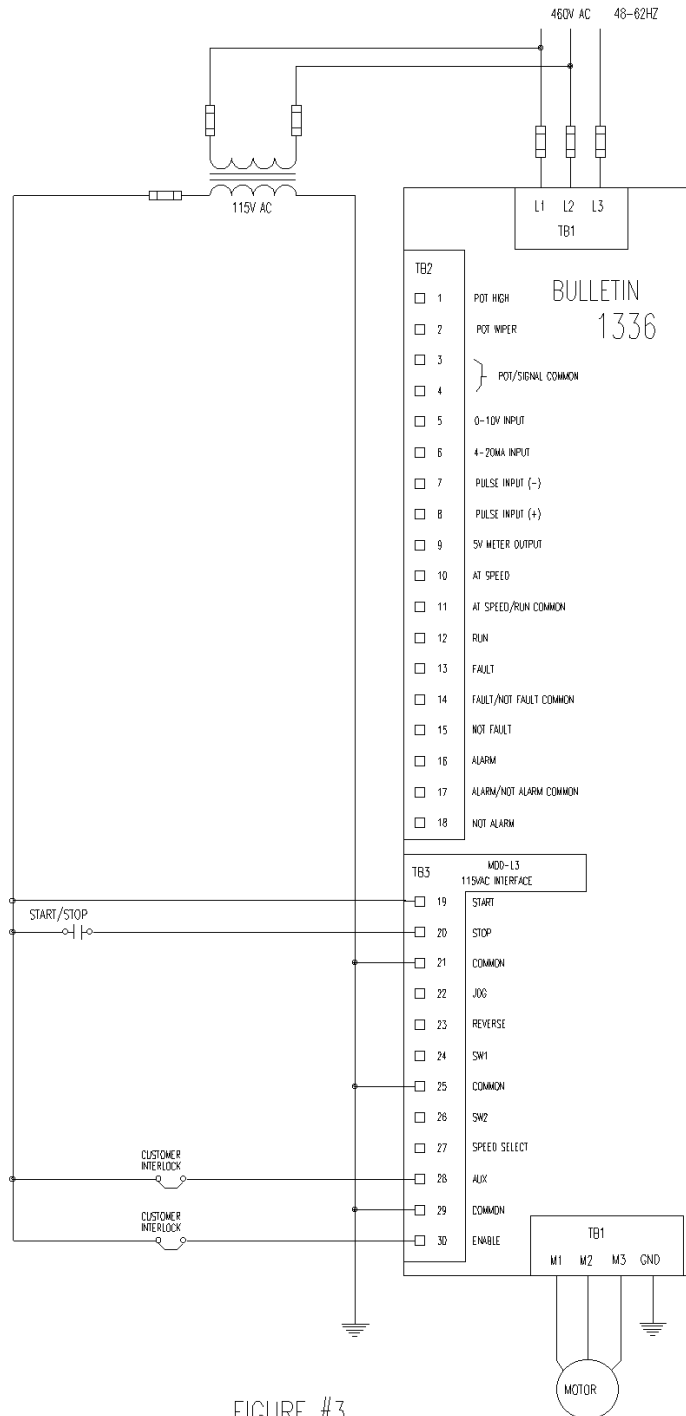 460V AC 48-62HZ
115V AC
L1 L2 L3
TB1
BULLETIN
1336
TB2
1 POT HIGH
2 POT WIPER
3
POT/SIGNAL COMMON
4
5 0-10V INPUT
6 4-20MA INPUT
7 PULSE INPUT (-)
8 PULSE INPUT (+)
9 5V METER OUTPUT
10 AT SPEED
11 AT SPEED/RUN COMMON
12 RUN
13 FAULT
14 FAULT/NOT FAULT COMMON
15 NOT FAULT
16 ALARM
17 ALARM/NOT ALARM COMMON
18 NOT ALARM
TB3
MOD-L3
115VAC INTERFACE
19 START
START/STOP
20 STOP
21 COMMON
22 JOG
23 REVERSE
24 SW1
25 COMMON
26 SW2
27 SPEED SELECT
CUSTOMER
INTERLOCK
28 AUX
29 COMMON
CUSTOMER
INTERLOCK
30 ENABLE
TB1
M1 M2 M3 GND
MOTOR
FIGURE #3